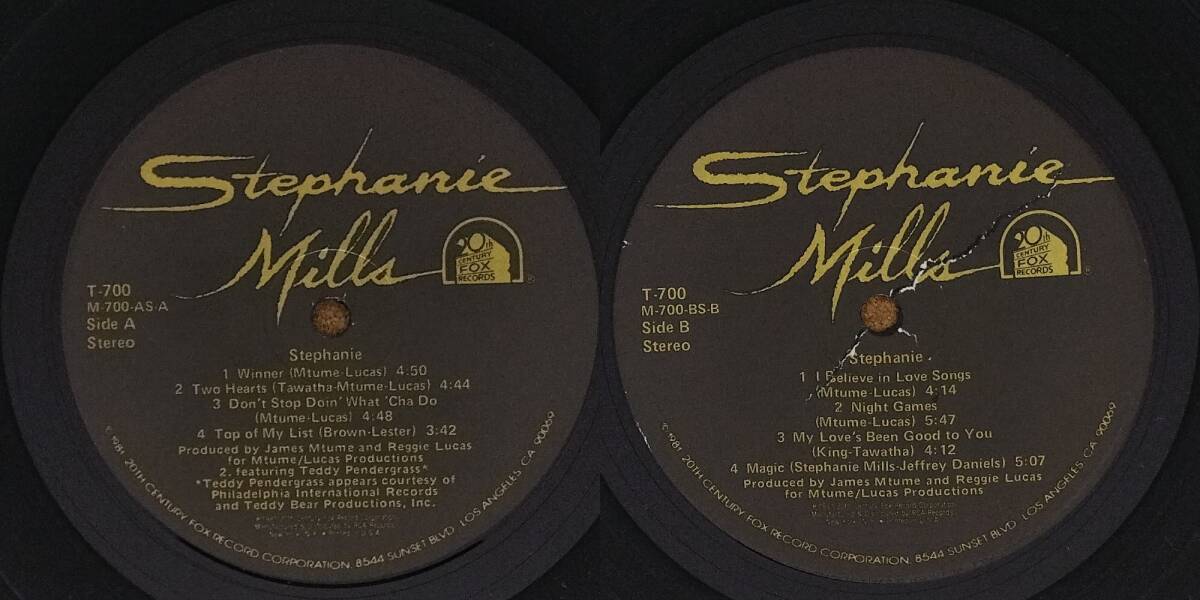 Stephanie
Mills
20th
CENTURY
FOX
RECORDS
®
T-700
M-700-AS-A
Side A
Stereo
Stephanie
1 Winner (Mtume-Lucas) 4:50
2 Two Hearts (Tawatha-Mtume-Lucas) 4:44
3 Don't Stop Doin' What 'Cha Do
(Mtume-Lucas) 4:48
4 Top of My List (Brown-Lester) 3:42
Produced by James Mtume and Reggie Lucas
for Mtume/Lucas Productions
2. featuring Teddy Pendergrass*
*Teddy Pendergrass appears courtesy of
Philadelphia International Records
and Teddy Bear Productions, Inc.
© 1981 20TH CENTURY FOX RECORD CORPORATION, 8544 SUNSET BLVD., LOS ANGELES, CA 90069
Stephanie
Mills
20th
CENTURY
FOX
RECORDS
®
T-700
M-700-BS-B
Side B
Stereo
Stephanie
1 I Believe in Love Songs
(Mtume-Lucas) 4:14
2 Night Games
(Mtume-Lucas) 5:47
3 My Love's Been Good to You
(King-Tawatha) 4:12
4 Magic (Stephanie Mills-Jeffrey Daniels) 5:07
Produced by James Mtume and Reggie Lucas
for Mtume/Lucas Productions
© 1981 20TH CENTURY FOX RECORD CORPORATION, 8544 SUNSET BLVD., LOS ANGELES, CA 90069